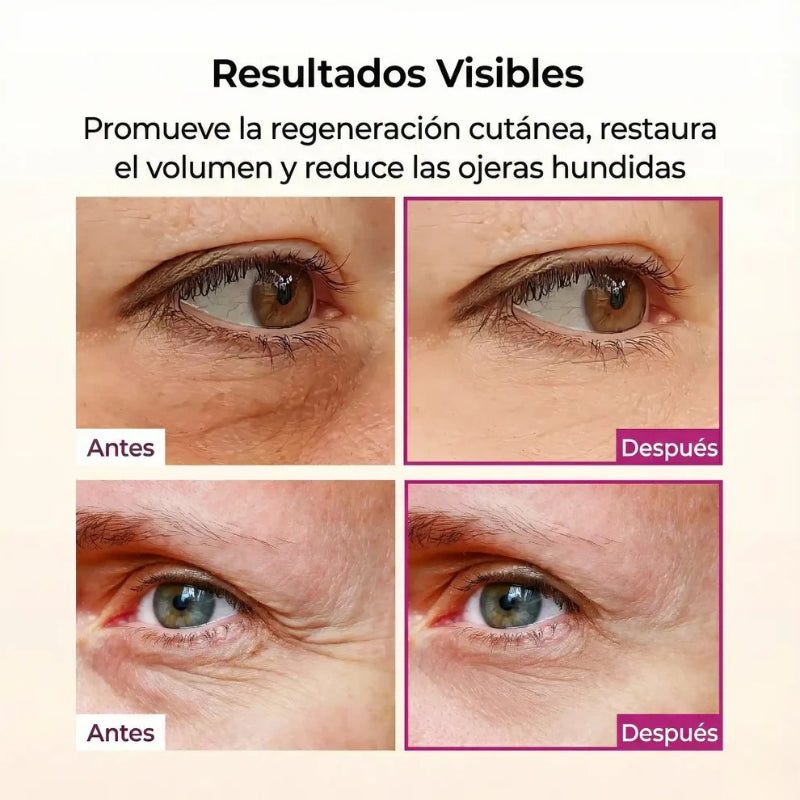 Resultados Visibles
Promueve la regeneración cutánea, restaura
el volumen y reduce las ojeras hundidas
Antes
Después
Antes
Después